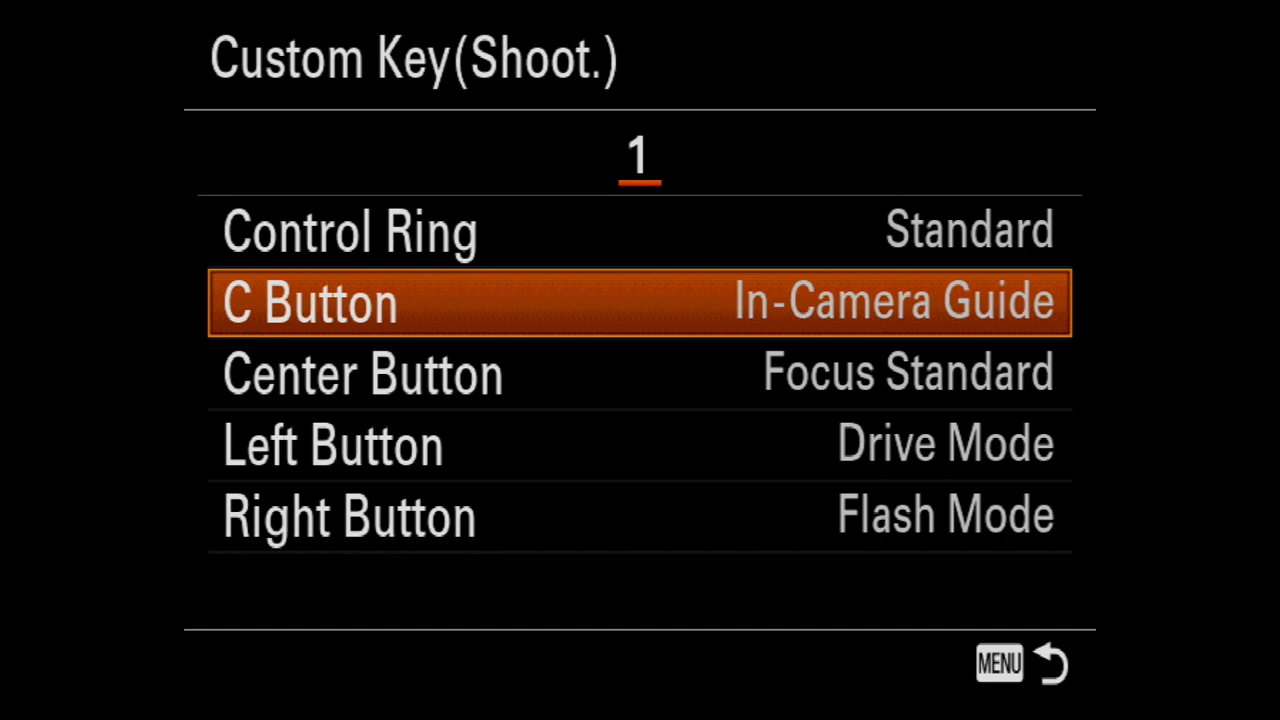 Custom Key(Shoot.)
1
Control Ring Standard
C Button In-Camera Guide
Center Button Focus Standard
Left Button Drive Mode
Right Button Flash Mode
MENU